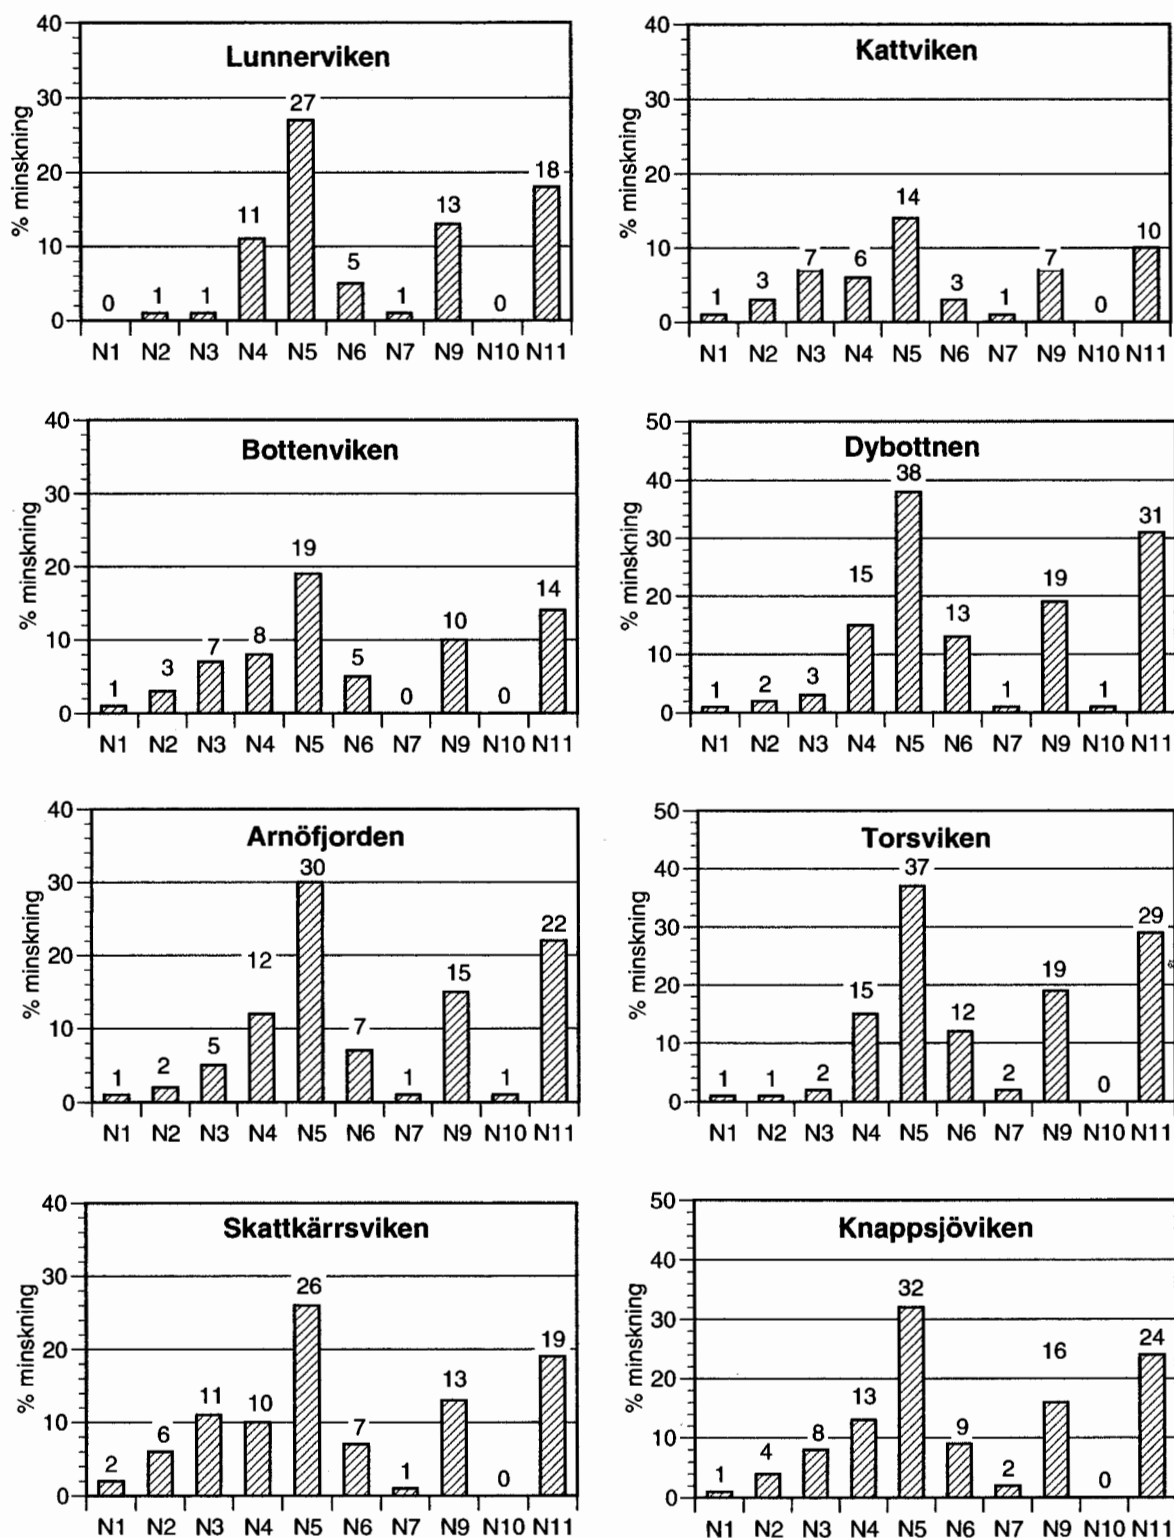 Lunnerviken
% minskning
40
30
20
10
0
0 1 1 11 27 5 1 13 0 18
N1 N2 N3 N4 N5 N6 N7 N9 N10 N11
Kattviken
% minskning
40
30
20
10
0
1 3 7 6 14 3 1 7 0 10
N1 N2 N3 N4 N5 N6 N7 N9 N10 N11
Bottenviken
% minskning
40
30
20
10
0
1 3 7 8 19 5 0 10 0 14
N1 N2 N3 N4 N5 N6 N7 N9 N10 N11
Dybottnen
% minskning
50
40
30
20
10
0
1 2 3 15 38 13 1 19 1 31
N1 N2 N3 N4 N5 N6 N7 N9 N10 N11
Arnöfjorden
% minskning
40
30
20
10
0
1 2 5 12 30 7 1 15 1 22
N1 N2 N3 N4 N5 N6 N7 N9 N10 N11
Torsviken
% minskning
50
40
30
20
10
0
1 1 2 15 37 12 2 19 0 29
N1 N2 N3 N4 N5 N6 N7 N9 N10 N11
Skattkärrsviken
% minskning
40
30
20
10
0
2 6 11 10 26 7 1 13 0 19
N1 N2 N3 N4 N5 N6 N7 N9 N10 N11
Knappsjöviken
% minskning
50
40
30
20
10
0
1 4 8 13 32 9 2 16 0 24
N1 N2 N3 N4 N5 N6 N7 N9 N10 N11